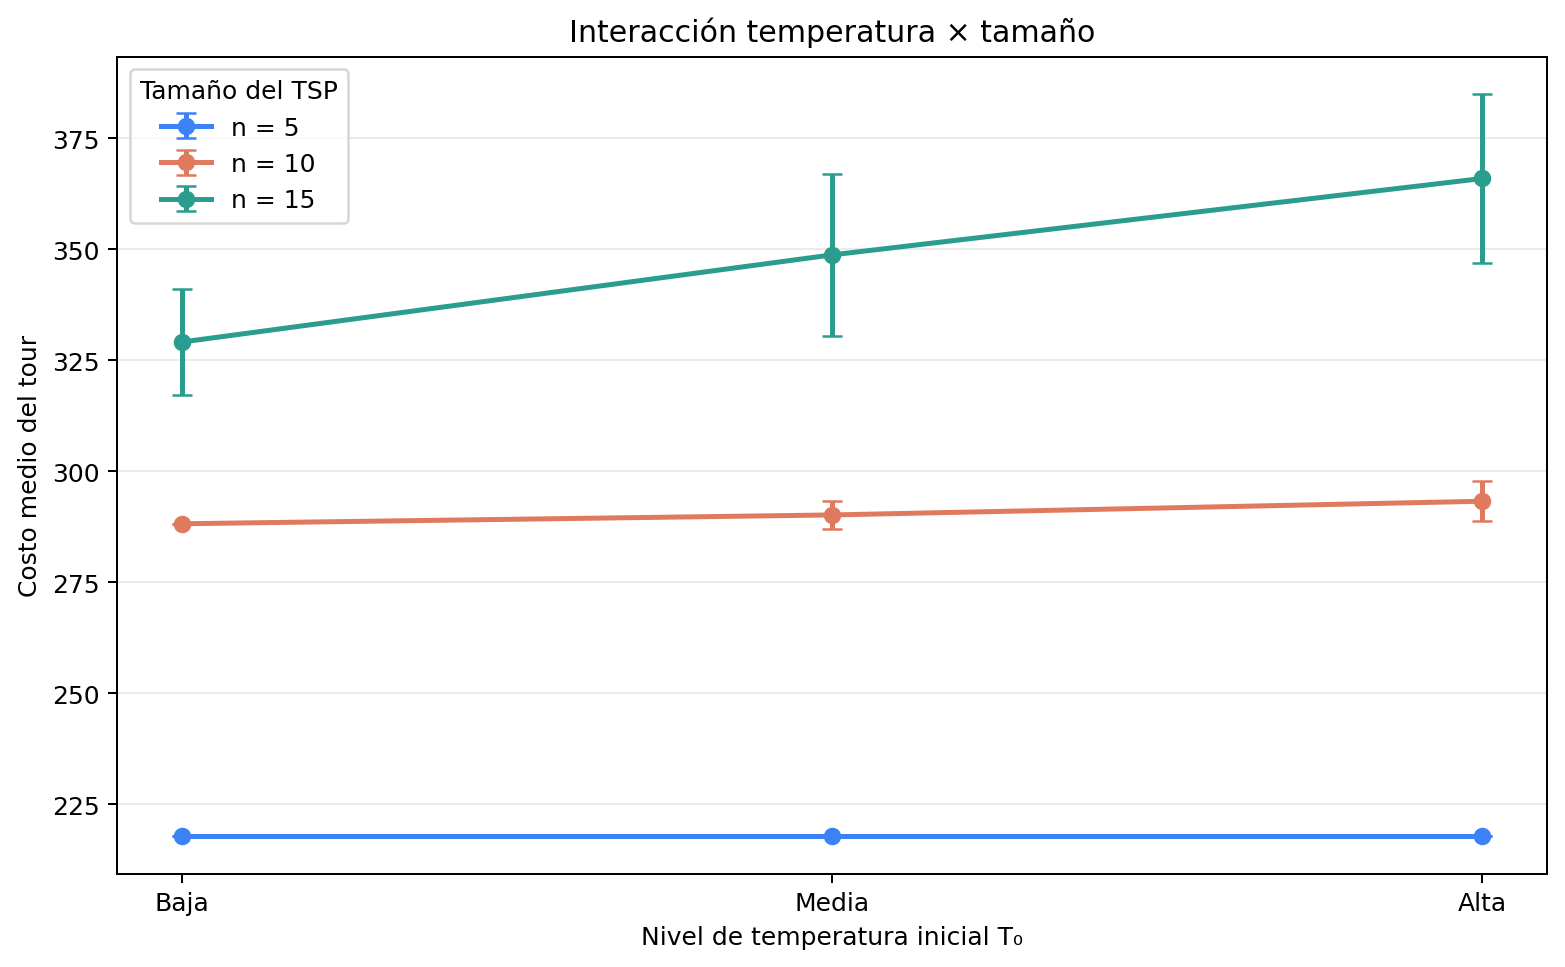 Interacción temperatura × tamaño
Tamaño del TSP
n = 5
n = 10
n = 15
Costo medio del tour
375
350
325
300
275
250
225
Baja
Media
Alta
Nivel de temperatura inicial T₀